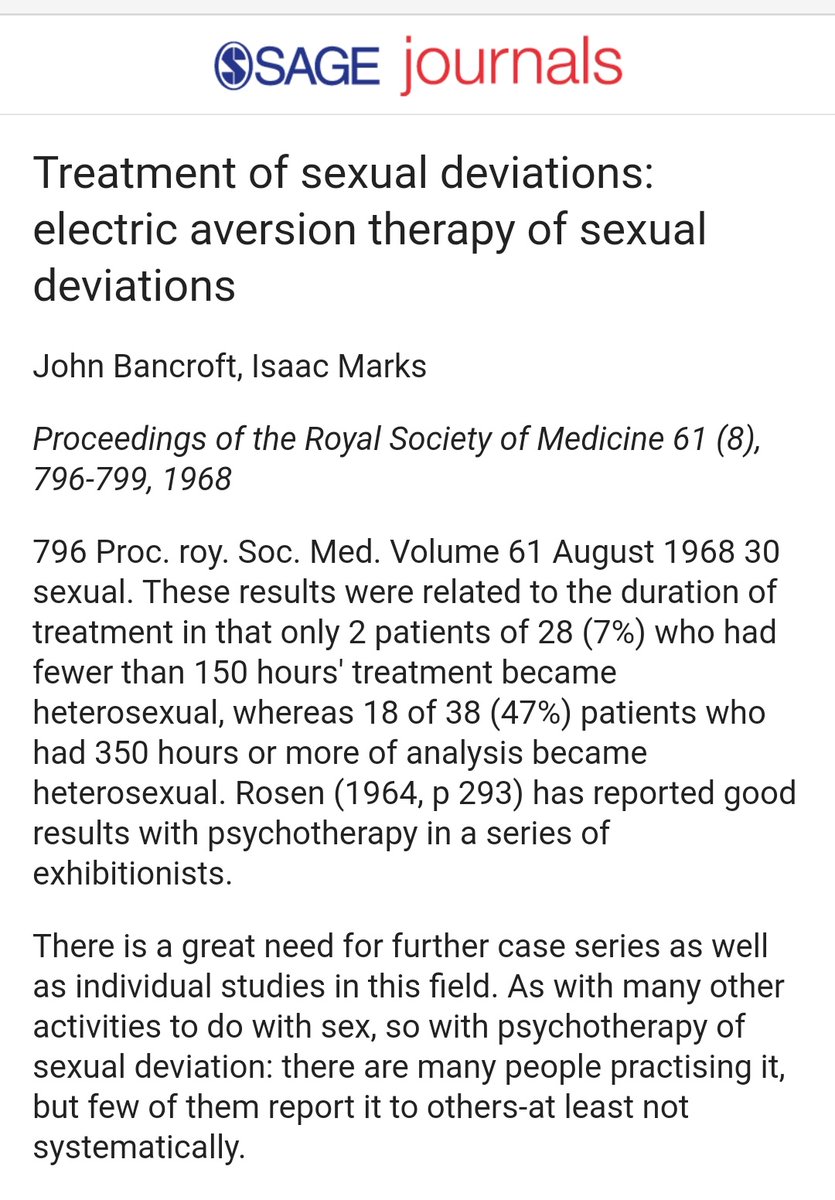 SAGE journals
Treatment of sexual deviations:
electric aversion therapy of sexual
deviations
John Bancroft, Isaac Marks
Proceedings of the Royal Society of Medicine 61 (8),
796-799, 1968
796 Proc. roy. Soc. Med. Volume 61 August 1968 30
sexual. These results were related to the duration of
treatment in that only 2 patients of 28 (7%) who had
fewer than 150 hours' treatment became
heterosexual, whereas 18 of 38 (47%) patients who
had 350 hours or more of analysis became
heterosexual. Rosen (1964, p 293) has reported good
results with psychotherapy in a series of
exhibitionists.
There is a great need for further case series as well
as individual studies in this field. As with many other
activities to do with sex, so with psychotherapy of
sexual deviation: there are many people practising it,
but few of them report it to others-at least not
systematically.